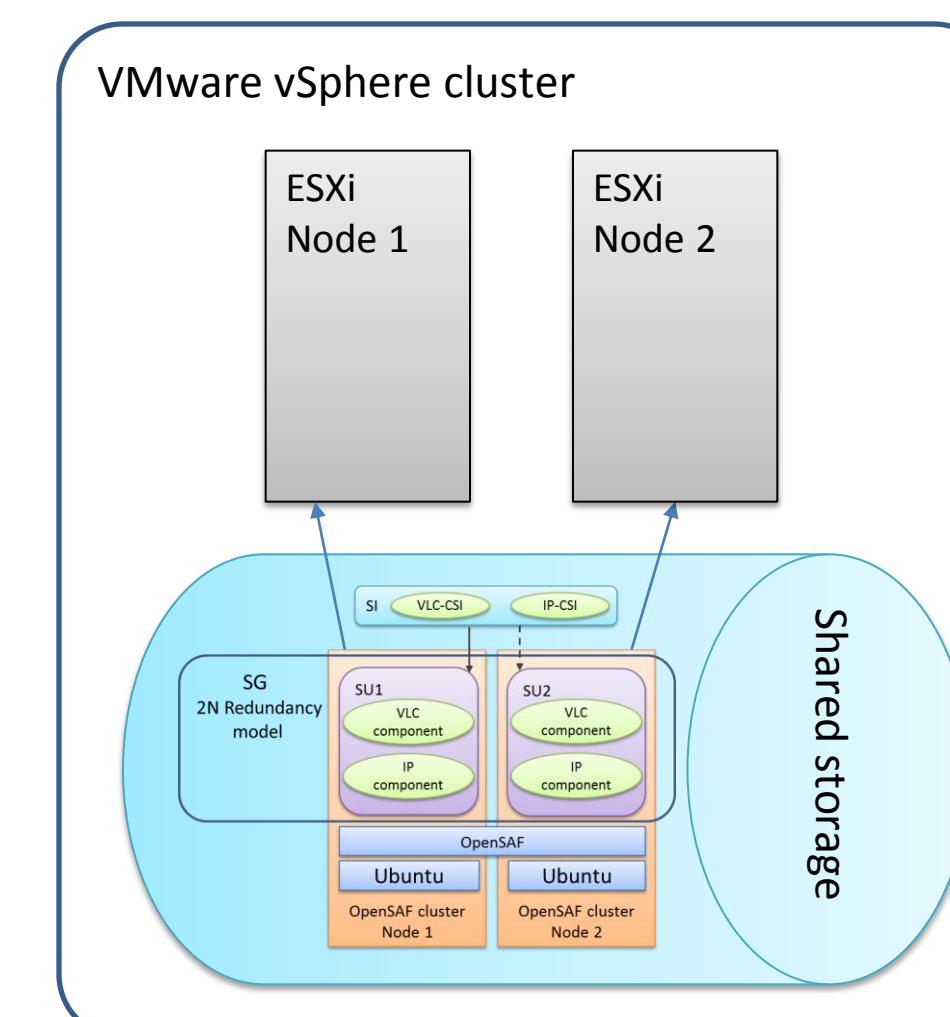 VMware vSphere cluster
ESXi
Node 1
ESXi
Node 2
SI
VLC-CSI
IP-CSI
SG
2N Redundancy
model
SU1
VLC
component
IP
component
SU2
VLC
component
IP
component
OpenSAF
Ubuntu
Ubuntu
OpenSAF cluster
Node 1
OpenSAF cluster
Node 2
Shared storage